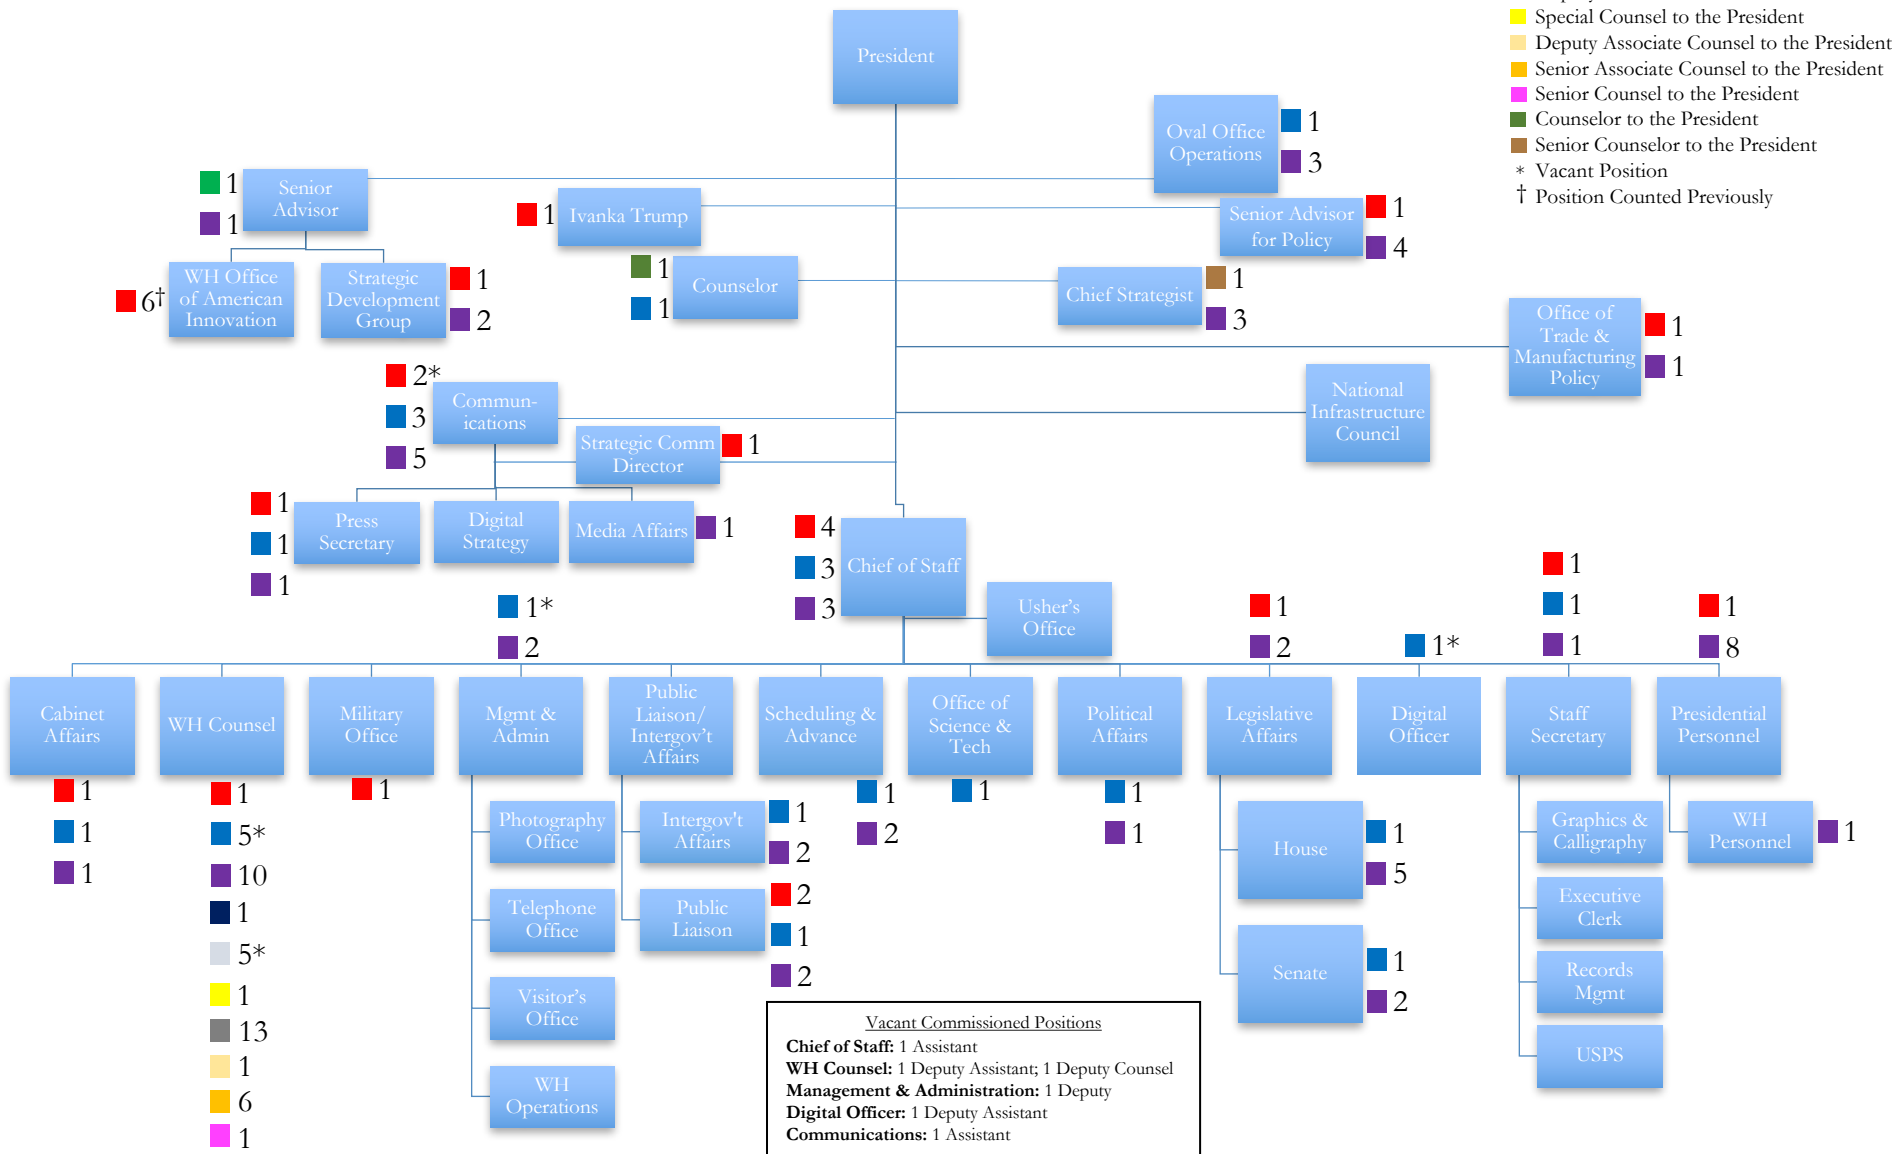 Special Counsel to the President
Deputy Associate Counsel to the President
Senior Associate Counsel to the President
Senior Counsel to the President
Counselor to the President
Senior Counselor to the President
* Vacant Position
† Position Counted Previously
President
Oval Office
Operations
1
3
1
1
Senior
Advisor
1
Ivanka Trump
Senior Advisor
for Policy
1
4
6†
WH Office
of American
Innovation
Strategic
Development
Group
1
2
1
1
Counselor
Chief Strategist
1
3
Office of
Trade &
Manufacturing
Policy
1
1
2*
3
5
Commun-
ications
National
Infrastructure
Council
Strategic Comm
Director
1
1
1
1
Press
Secretary
Digital
Strategy
Media Affairs
1
4
3
3
Chief of Staff
Usher's
Office
1*
2
1
2
1*
1
1
1
1
8
Cabinet
Affairs
1
1
1
WH Counsel
1
5*
10
1
5*
1
13
1
6
1
Military
Office
1
Mgmt &
Admin
Photography
Office
Telephone
Office
Visitor's
Office
WH
Operations
Public
Liaison/
Intergov't
Affairs
Intergov't
Affairs
1
2
Public
Liaison
2
1
2
Scheduling &
Advance
1
2
Office of
Science &
Tech
1
Political
Affairs
1
1
Legislative
Affairs
House
1
5
Senate
1
2
Digital
Officer
Staff
Secretary
Graphics &
Calligraphy
Executive
Clerk
Records
Mgmt
USPS
Presidential
Personnel
WH
Personnel
1
Vacant Commissioned Positions
Chief of Staff: 1 Assistant
WH Counsel: 1 Deputy Assistant; 1 Deputy Counsel
Management & Administration: 1 Deputy
Digital Officer: 1 Deputy Assistant
Communications: 1 Assistant